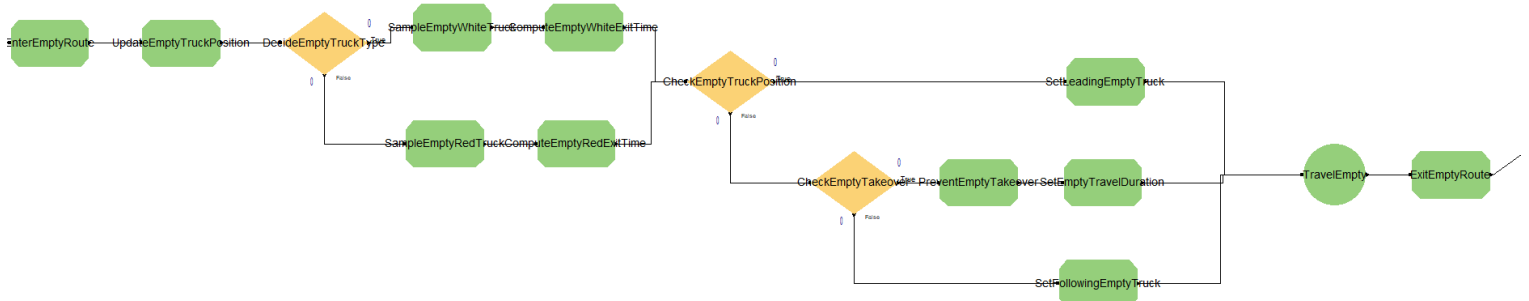 EnterEmptyRoute
UpdateEmptyTruckPosition
DecideEmptyTruckType
0
True
0
False
SampleEmptyWhiteTruck
ComputeEmptyWhiteExitTime
SampleEmptyRedTruck
ComputeEmptyRedExitTime
CheckEmptyTruckPosition
0
True
0
False
SetLeadingEmptyTruck
CheckEmptyTakeover
0
True
0
False
PreventEmptyTakeover
SetEmptyTravelDuration
SetFollowingEmptyTruck
TravelEmpty
ExitEmptyRoute